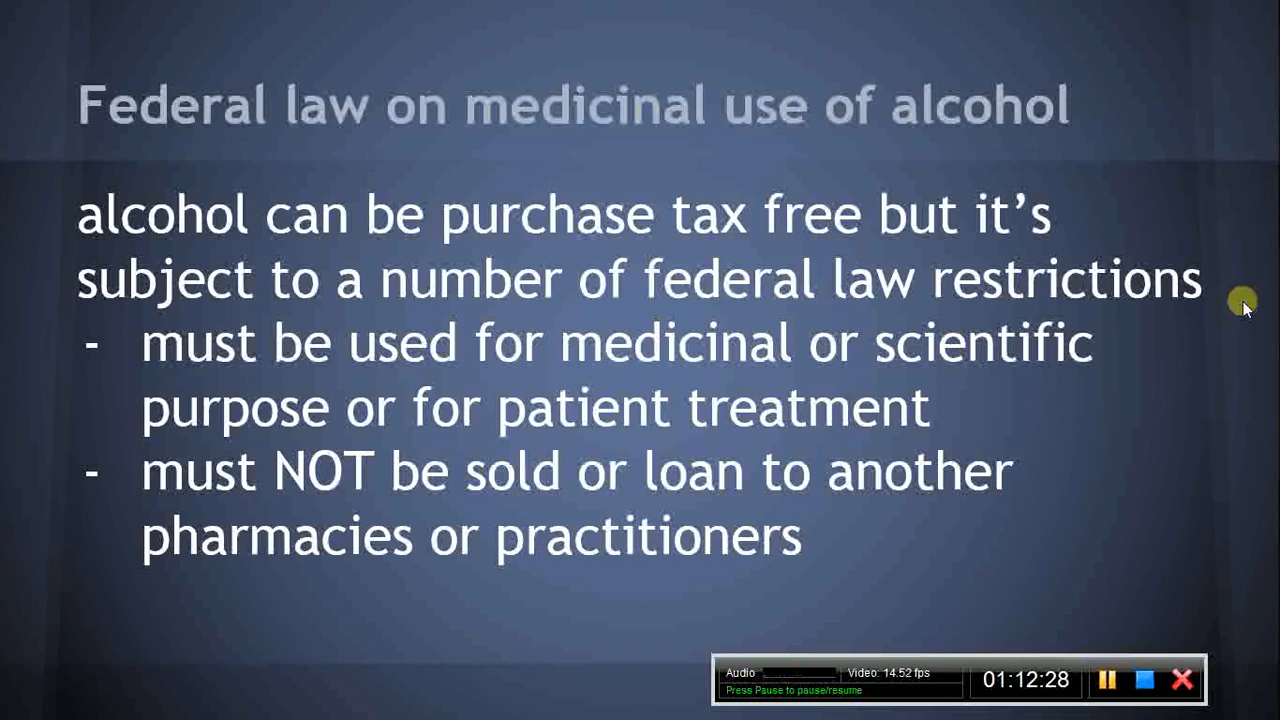 Federal law on medicinal use of alcohol
alcohol can be purchase tax free but it’s
subject to a number of federal law restrictions
- must be used for medicinal or scientific
purpose or for patient treatment
- must NOT be sold or loan to another
pharmacies or practitioners
Audio Video: 14.52 fps 01:12:28
Press Pause to pause/resume